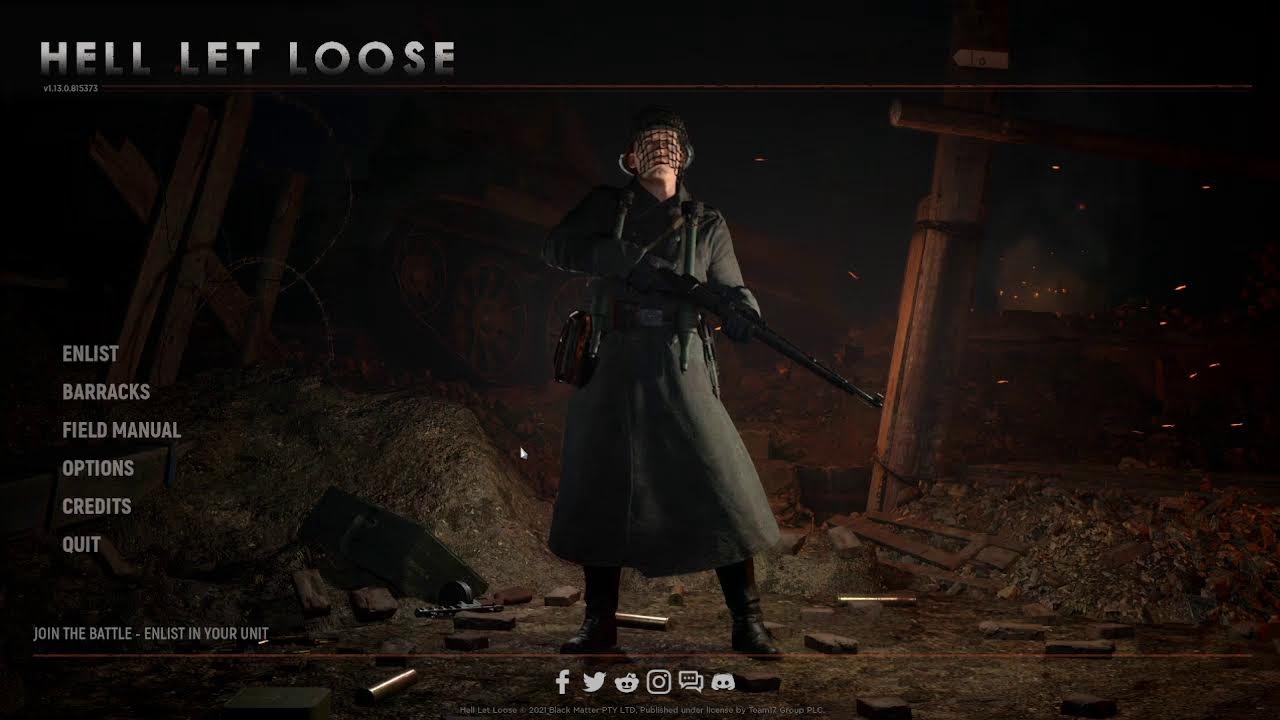 HELL LET LOOSE
v1.13.0.815373
ENLIST
BARRACKS
FIELD MANUAL
OPTIONS
CREDITS
QUIT
JOIN THE BATTLE - ENLIST IN YOUR UNIT
Hell Let Loose © 2021 Black Matter PTY LTD, Published under license by Team17 Group PLC.